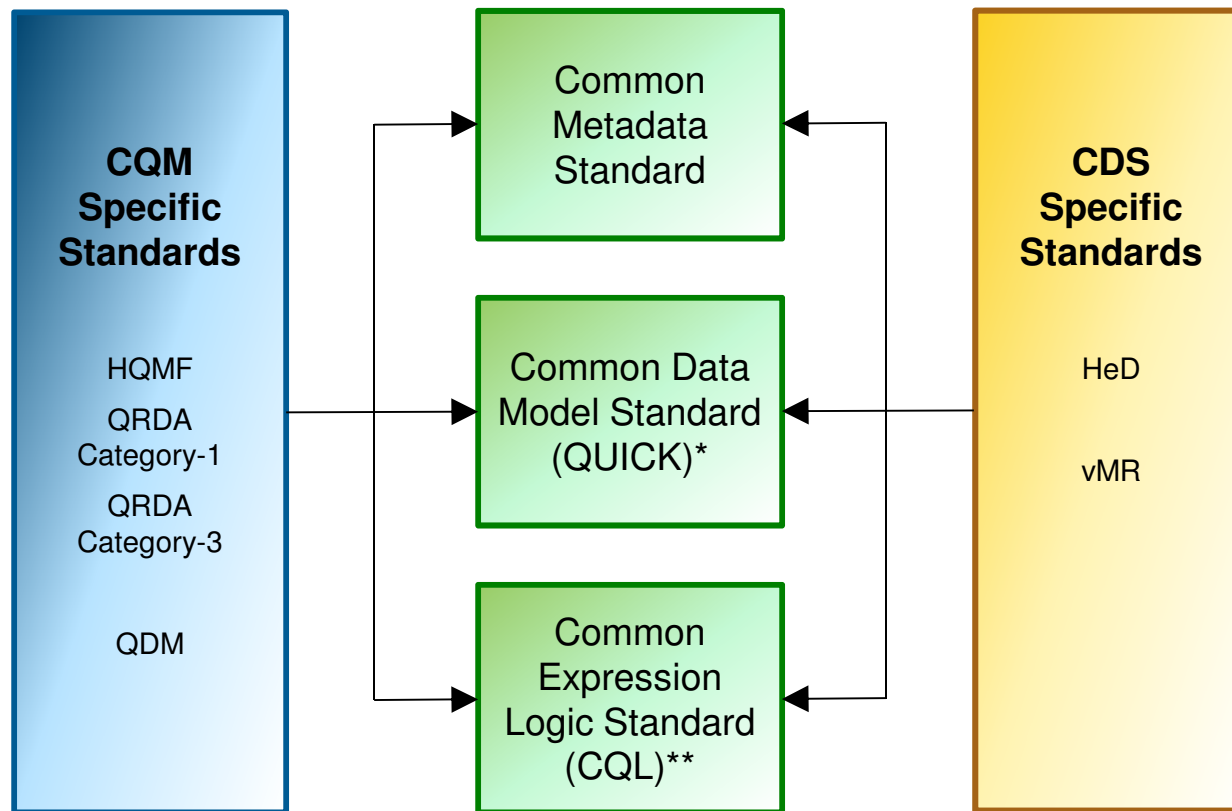 CQM
Specific
Standards
HQMF
QRDA
Category-1
QRDA
Category-3
QDM
Common
Metadata
Standard
Common Data
Model Standard
(QUICK)*
Common
Expression
Logic Standard
(CQL)**
CDS
Specific
Standards
HeD
vMR